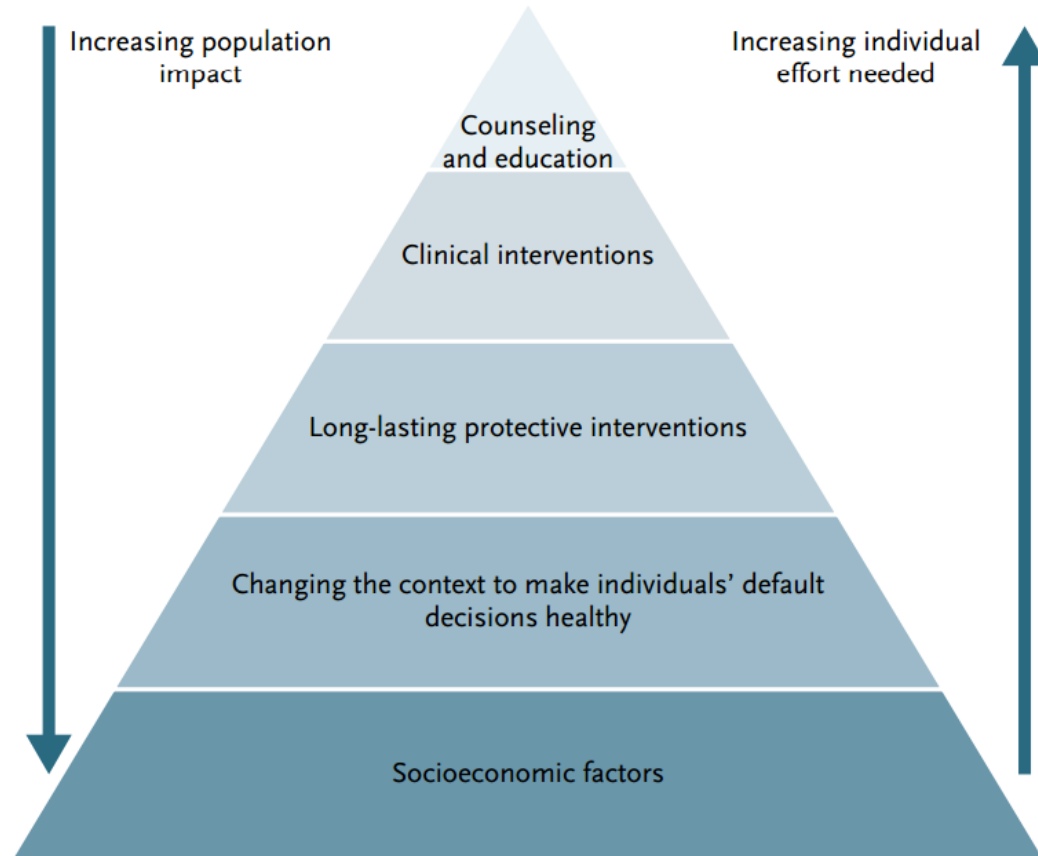 Increasing population
impact
Increasing individual
effort needed
Counseling
and education
Clinical interventions
Long-lasting protective interventions
Changing the context to make individuals’ default
decisions healthy
Socioeconomic factors